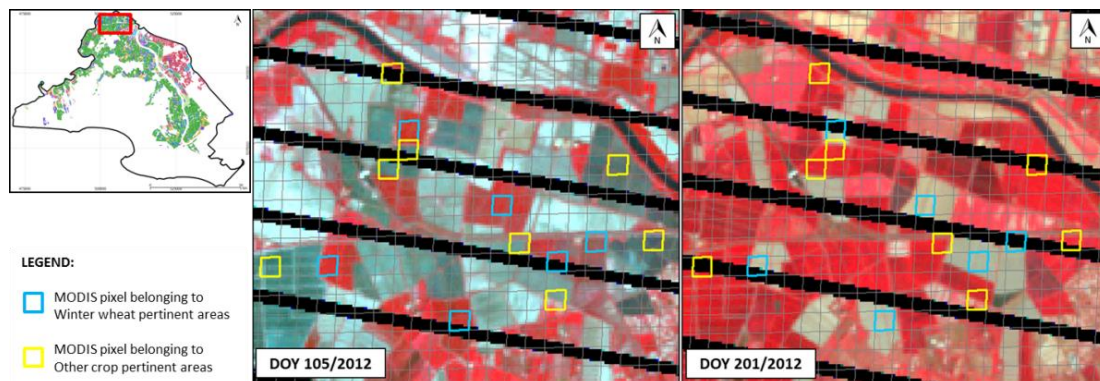 N
LEGEND:
MODIS pixel belonging to
Winter wheat pertinent areas
MODIS pixel belonging to
Other crop pertinent areas
N
DOY 105/2012
N
DOY 201/2012